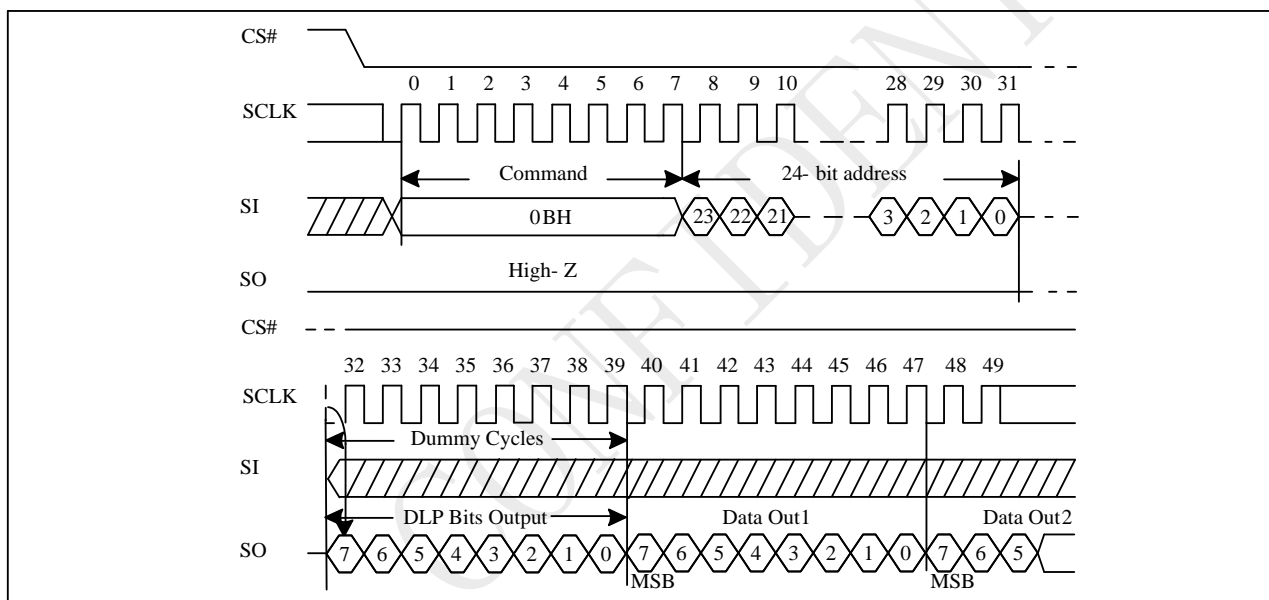 CS#
0 1 2 3 4 5 6 7 8 9 10 28 29 30 31
SCLK
Command 24- bit address
SI 0BH 23 22 21 3 2 1 0
High- Z
SO
CS#
32 33 34 35 36 37 38 39 40 41 42 43 44 45 46 47 48 49
SCLK
Dummy Cycles
SI
DLP Bits Output Data Out1 Data Out2
SO 7 6 5 4 3 2 1 0 7 6 5 4 3 2 1 0 7 6 5
MSB MSB
CONFIDENT